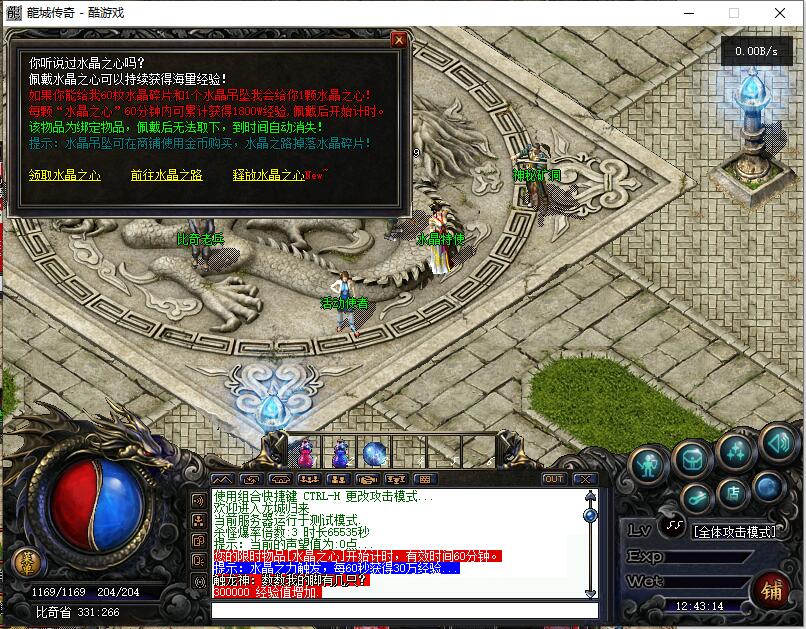 龍城传奇 - 酷游戏
0.00B/s
你听说过水晶之心吗?
佩戴水晶之心可以持续获得海量经验!
如果你能给我60枚水晶碎片和1个水晶吊坠我会给你1颗水晶之心!
每颗“水晶之心”60分钟内可累计获得1800W经验,佩戴后开始计时。
该物品为绑定物品,佩戴后无法取下,到时间自动消失!
提示:水晶吊坠可在商铺使用金币购买,水晶之路掉落水晶碎片!
领取水晶之心 前往水晶之路 释放水晶之心New~
9
神秘矿洞
比奇老兵
水晶特使
活动使者
OUT
使用组合快捷键 CTRL-H 更改攻击模式...
欢迎进入龙城归来
当前服务器运行于测试模式.
杀怪爆率倍数:3 时长65535秒
提示:当前的声望值为:0点.
您的限时物品[水晶之心]开始计时,有效时间60分钟。
提示:水晶之力触发,每60秒获得30万经验...
触龙神:数数我的脚有几只?
300000 经验值增加.
Lv
[全体攻击模式]
Exp
Wet
铺
店
12:43:14
1169/1169 204/204
比奇省 331:266